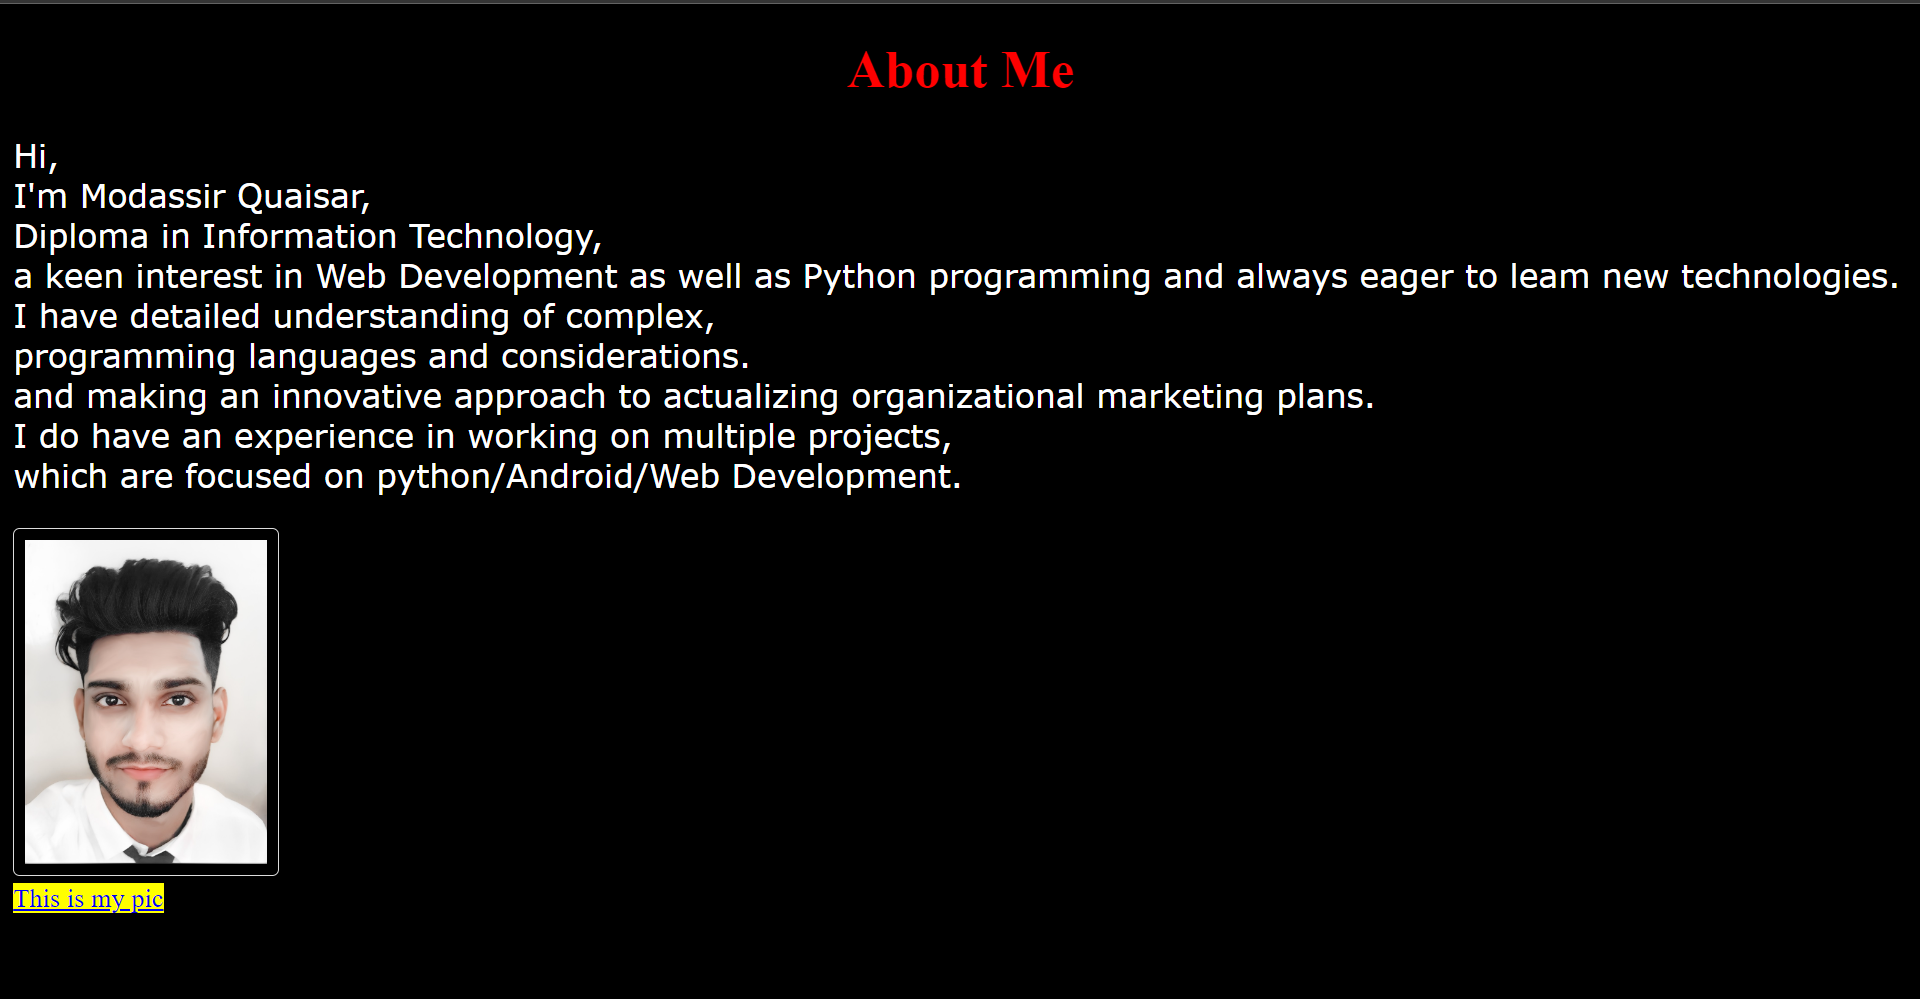 About Me
Hi,
I'm Modassir Quaisar,
Diploma in Information Technology,
a keen interest in Web Development as well as Python programming and always eager to leam new technologies.
I have detailed understanding of complex,
programming languages and considerations.
and making an innovative approach to actualizing organizational marketing plans.
I do have an experience in working on multiple projects,
which are focused on python/Android/Web Development.
This is my pic